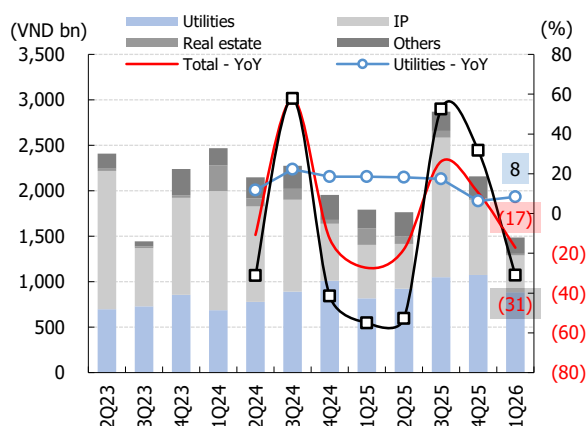 (VND bn) (%)
Utilities IP
Real estate Others
Total - YoY Utilities - YoY
3,500 80
3,000 60
2,500 40
2,000 20
1,500 0
1,000 (20)
500 (40)
0 (60)
(80)
8
(17)
(31)
2Q23 3Q23 4Q23 1Q24 2Q24 3Q24 4Q24 1Q25 2Q25 3Q25 4Q25 1Q26